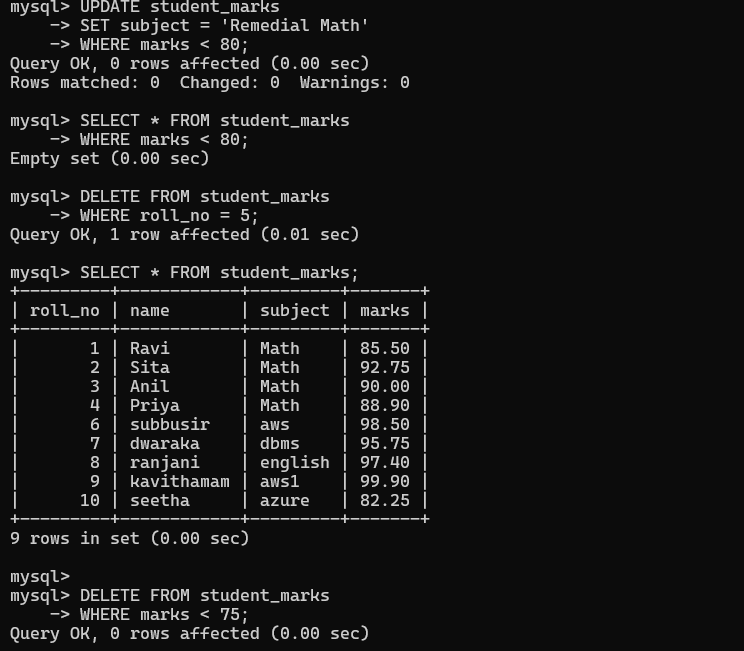 mysql> UPDATE student_marks
    -> SET subject = 'Remedial Math'
    -> WHERE marks < 80;
Query OK, 0 rows affected (0.00 sec)
Rows matched: 0  Changed: 0  Warnings: 0

mysql> SELECT * FROM student_marks
    -> WHERE marks < 80;
Empty set (0.00 sec)

mysql> DELETE FROM student_marks
    -> WHERE roll_no = 5;
Query OK, 1 row affected (0.01 sec)

mysql> SELECT * FROM student_marks;
+---------+------------+---------+-------+
| roll_no | name       | subject | marks |
+---------+------------+---------+-------+
|       1 | Ravi       | Math    | 85.50 |
|       2 | Sita       | Math    | 92.75 |
|       3 | Anil       | Math    | 90.00 |
|       4 | Priya      | Math    | 88.90 |
|       6 | subbusir   | aws     | 98.50 |
|       7 | dwaraka    | dbms    | 95.75 |
|       8 | ranjani    | english | 97.40 |
|       9 | kavithamam | aws1    | 99.90 |
|      10 | seetha     | azure   | 82.25 |
+---------+------------+---------+-------+
9 rows in set (0.00 sec)

mysql>
mysql> DELETE FROM student_marks
    -> WHERE marks < 75;
Query OK, 0 rows affected (0.00 sec)